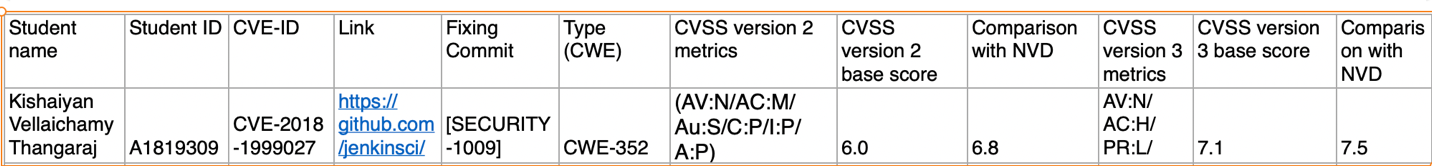 Student name
Student ID
CVE-ID
Link
Fixing Commit
Type (CWE)
CVSS version 2 metrics
CVSS version 2 base score
Comparison with NVD
CVSS version 3 metrics
CVSS version 3 base score
Comparis on with NVD
Kishaiyan Vellaichamy Thangaraj
A1819309
CVE-2018 -1999027
https:// github.com /jenkinsci/
[SECURITY -1009]
CWE-352
(AV:N/AC:M/ Au:S/C:P/I:P/ A:P)
6.0
6.8
AV:N/ AC:H/ PR:L/
7.1
7.5